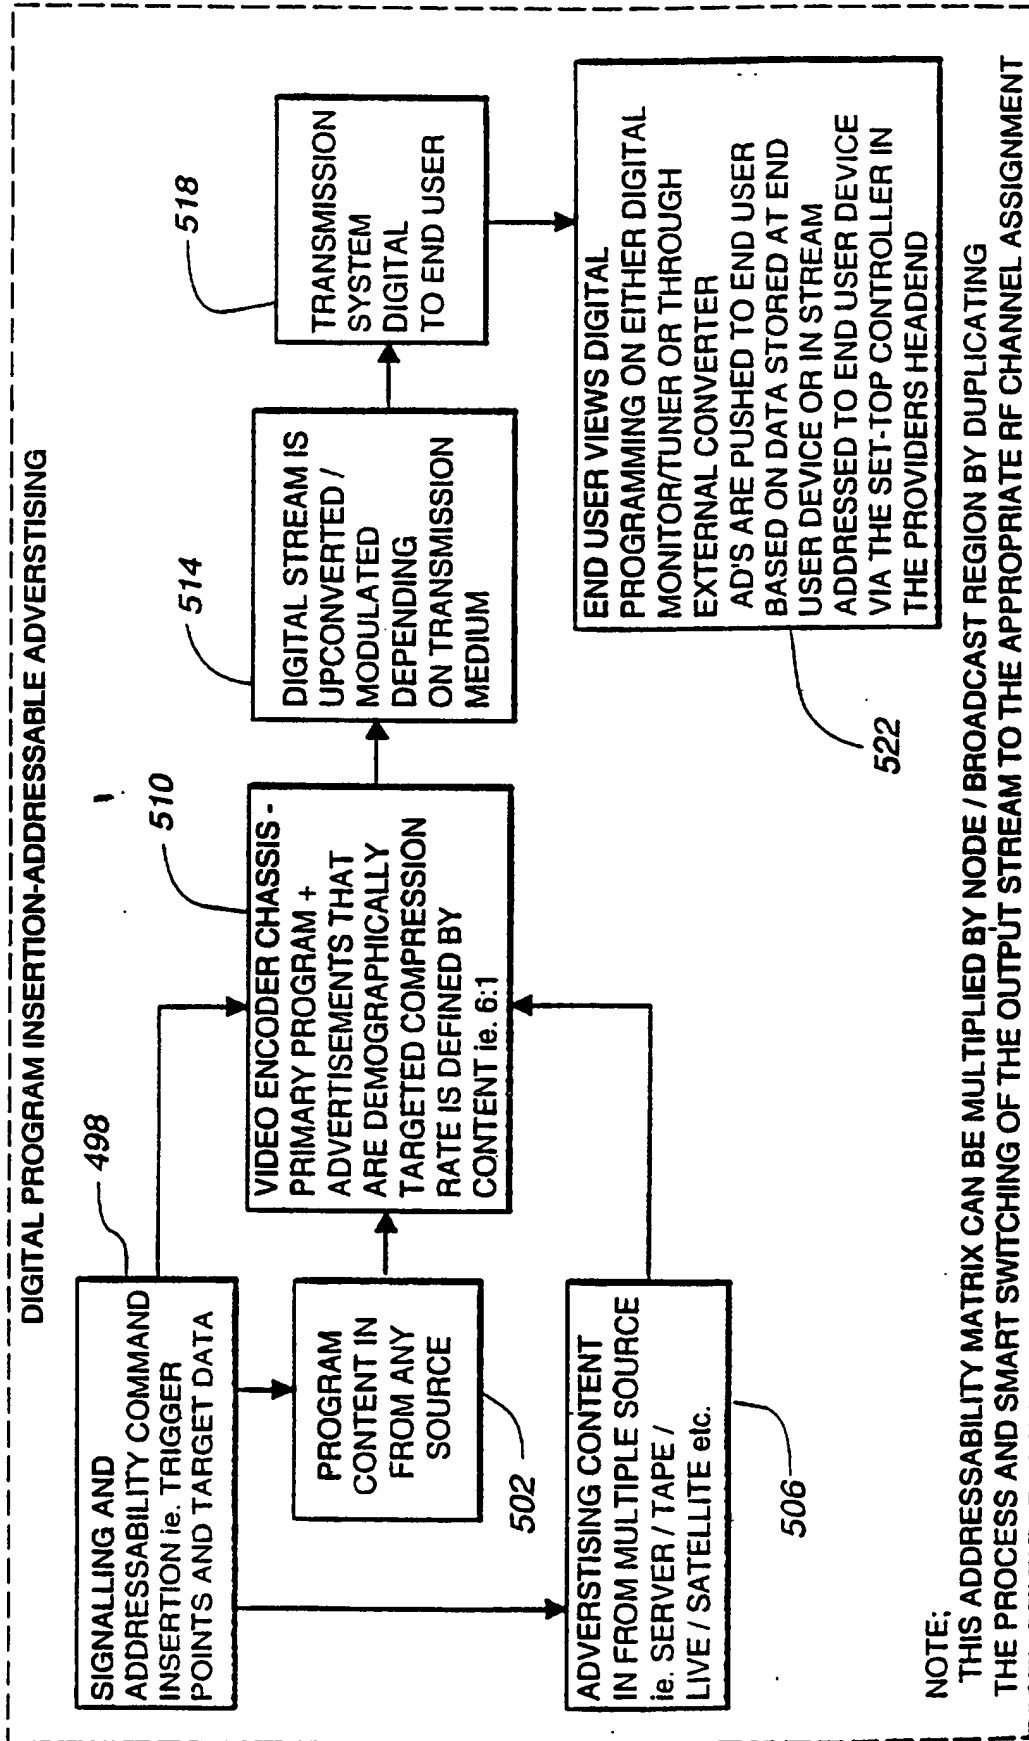 DIGITAL PROGRAM INSERTION-ADDRESSABLE ADVERSTISING
SIGNALLING AND
ADDRESSABILITY COMMAND
INSERTION ie. TRIGGER
POINTS AND TARGET DATA
498
PROGRAM
CONTENT IN
FROM ANY
SOURCE
502
ADVERSTISING CONTENT
IN FROM MULTIPLE SOURCE
ie. SERVER / TAPE /
LIVE / SATELLITE etc.
506
VIDEO ENCODER CHASSIS -
PRIMARY PROGRAM +
ADVERTISEMENTS THAT
ARE DEMOGRAPHICALLY
TARGETED COMPRESSION
RATE IS DEFINED BY
CONTENT ie. 6:1
510
DIGITAL STREAM IS
UPCONVERTED /
MODULATED
DEPENDING
ON TRANSMISSION
MEDIUM
514
TRANSMISSION
SYSTEM
DIGITAL
TO END USER
518
END USER VIEWS DIGITAL
PROGRAMMING ON EITHER DIGITAL
MONITOR/TUNER OR THROUGH
EXTERNAL CONVERTER
AD'S ARE PUSHED TO END USER
BASED ON DATA STORED AT END
USER DEVICE OR IN STREAM
ADDRESSED TO END USER DEVICE
VIA THE SET-TOP CONTROLLER IN
THE PROVIDERS HEADEND
522
NOTE:
THIS ADDRESSABILITY MATRIX CAN BE MULTIPLIED BY NODE / BROADCAST REGION BY DUPLICATING
THE PROCESS AND SMART SWITCHING OF THE OUTPUT STREAM TO THE APPROPRIATE RF CHANNEL ASSIGNMENT